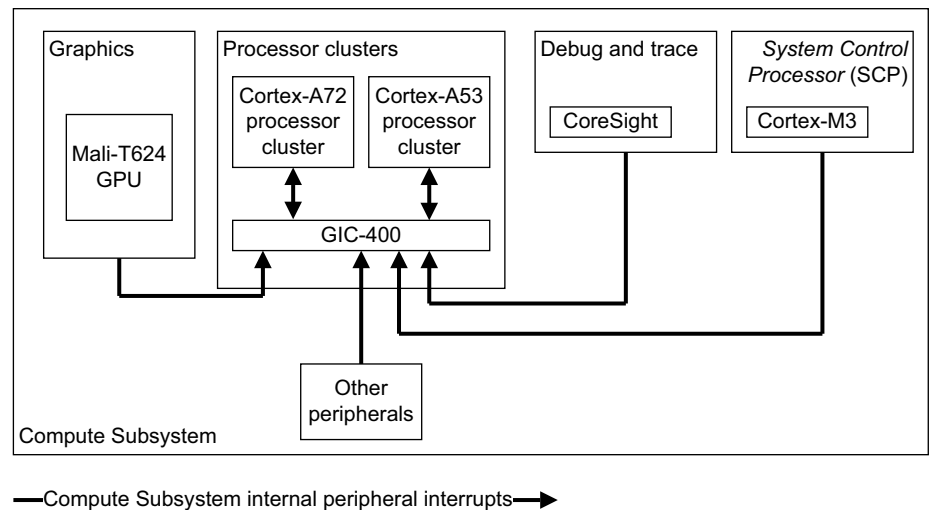 Graphics
Mali-T624
GPU
Processor clusters
Cortex-A72
processor
cluster
Cortex-A53
processor
cluster
GIC-400
Debug and trace
CoreSight
System Control
Processor (SCP)
Cortex-M3
Other
peripherals
Compute Subsystem
Compute Subsystem internal peripheral interrupts